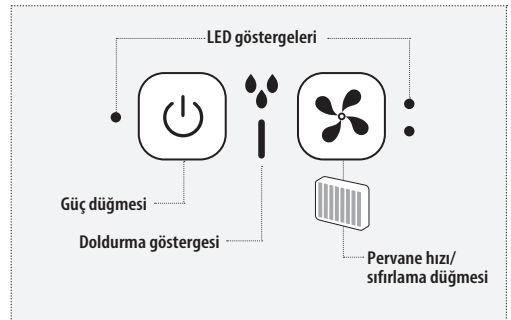 LED göstergeleri
Güç düğmesi
Doldurma göstergesi
Pervane hızı/
sıfırlama düğmesi